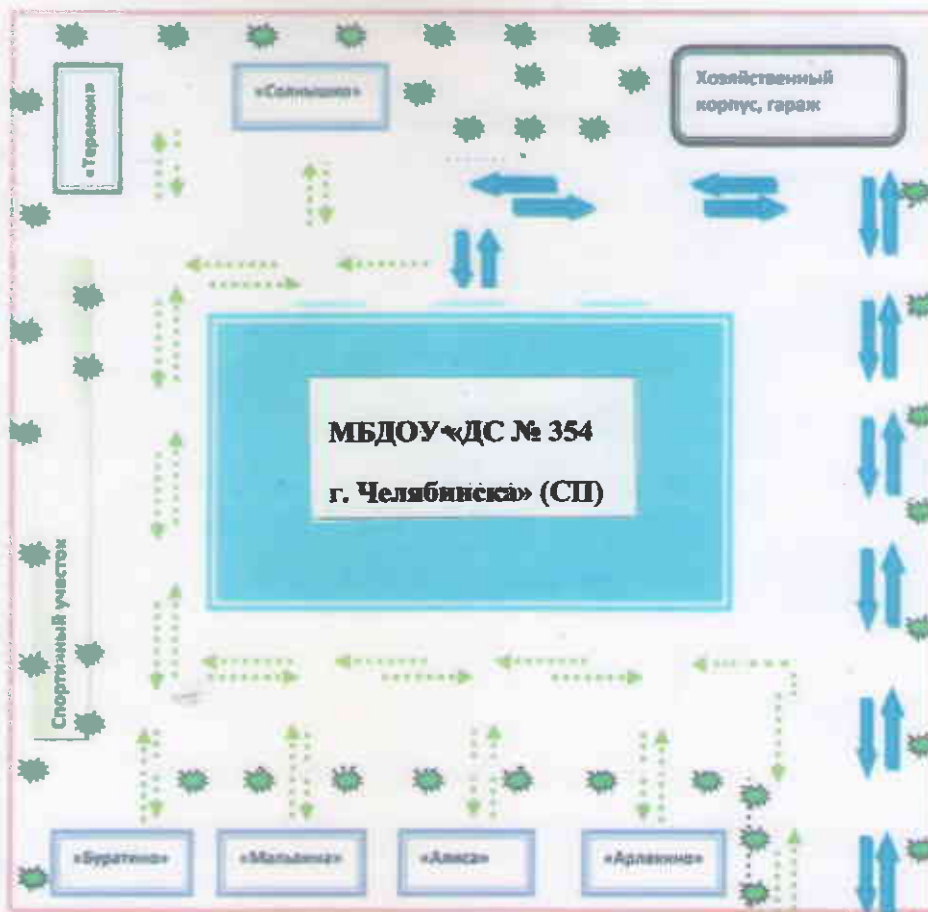 «Теремок»
«Солнышко»
Хозяйственный
корпус, гараж
МБДОУ «ДС № 354
г. Челябинска» (СП)
Спортивный участок
«Буратино»
«Мальвина»
«Алиса»
«Арлекино»